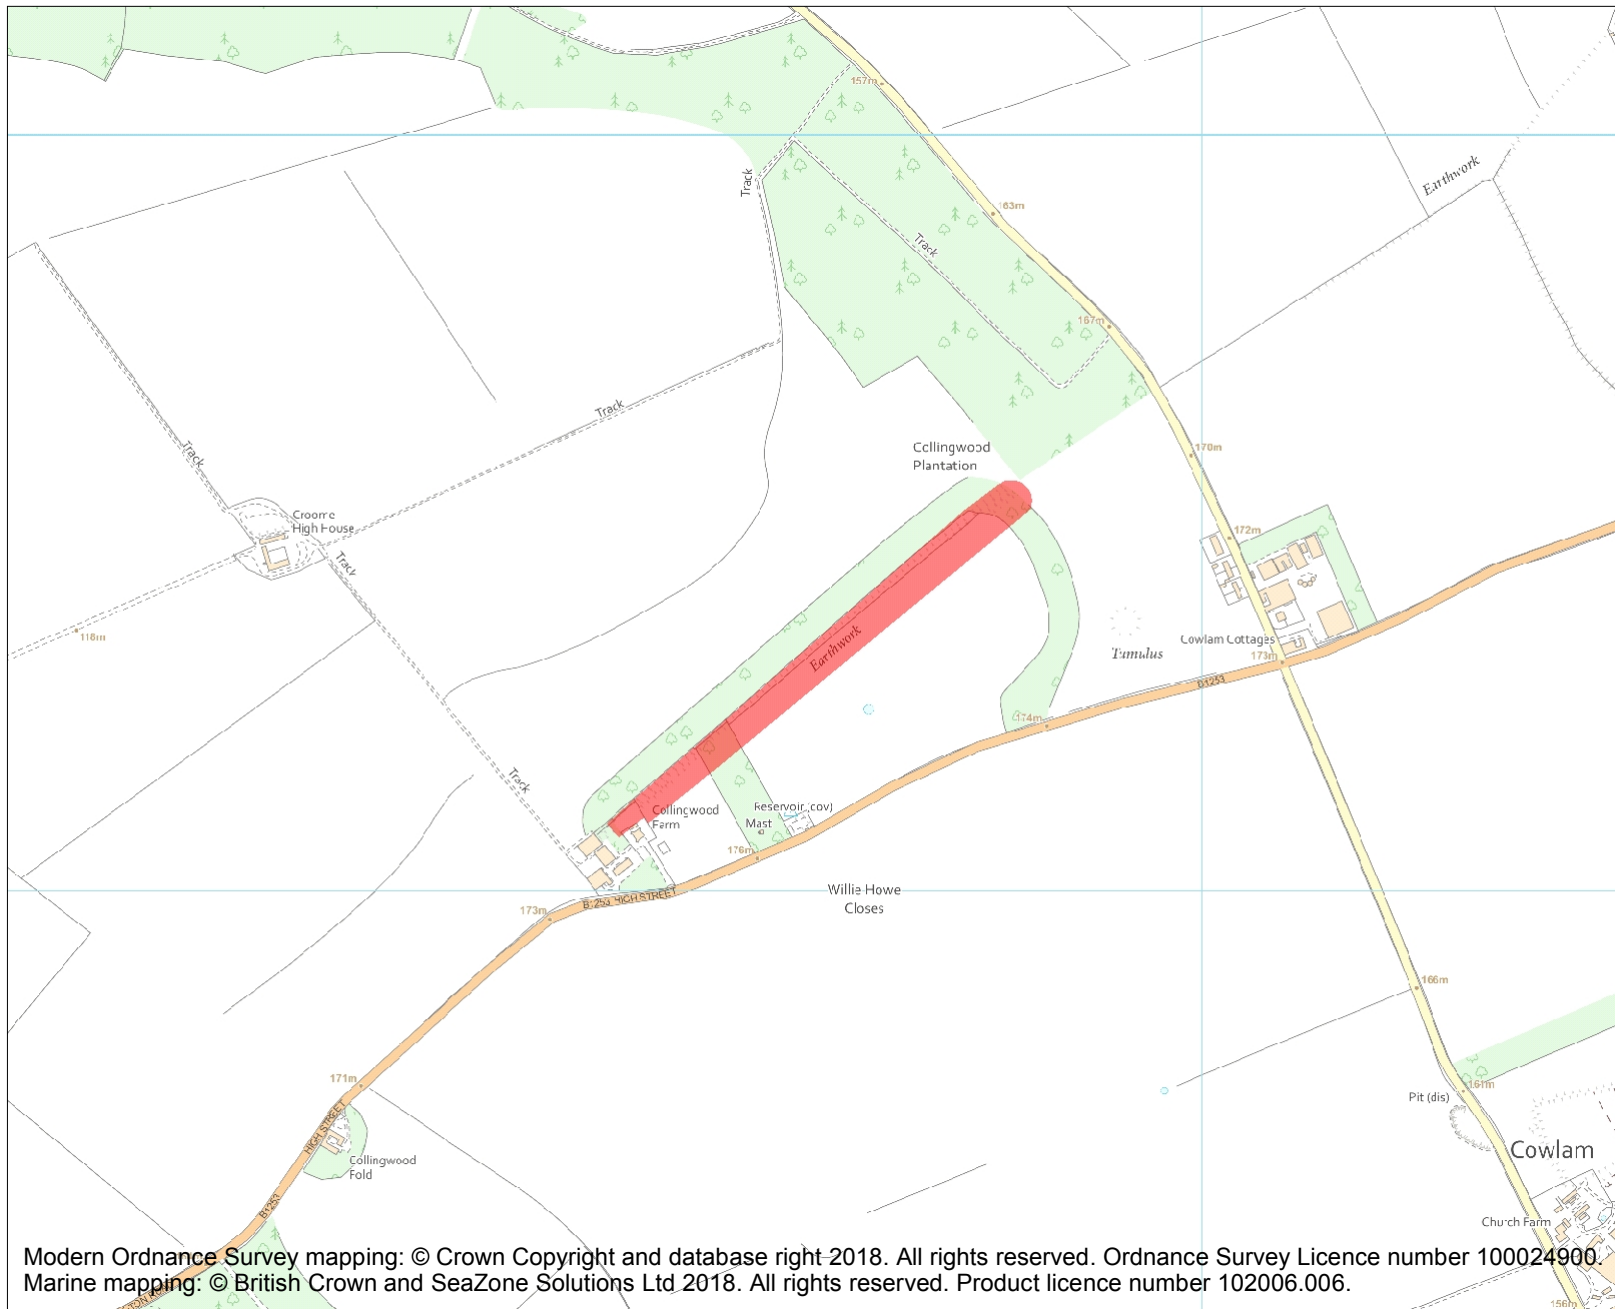 157m
Track
163m
Earthwork
Track
167m
Track
Track
Collingwood
Plantation
170m
Croome
High House
172m
Track
118m
Earthwork
Tumulus
Cowlam Cottages
173m
B1253
174m
Track
Collingwood
Farm
Reservoir (cov)
Mast
176m
Willie Howe
Closes
B1253 HIGH STREET
173m
166m
171m
161m
Pit (dis)
HIGH STREET
Cowlam
Collingwood
Fold
B1253
Church Farm
Modern Ordnance Survey mapping: © Crown Copyright and database right 2018. All rights reserved. Ordnance Survey Licence number 100024900.
Marine mapping: © British Crown and SeaZone Solutions Ltd 2018. All rights reserved. Product licence number 102006.006.
156m